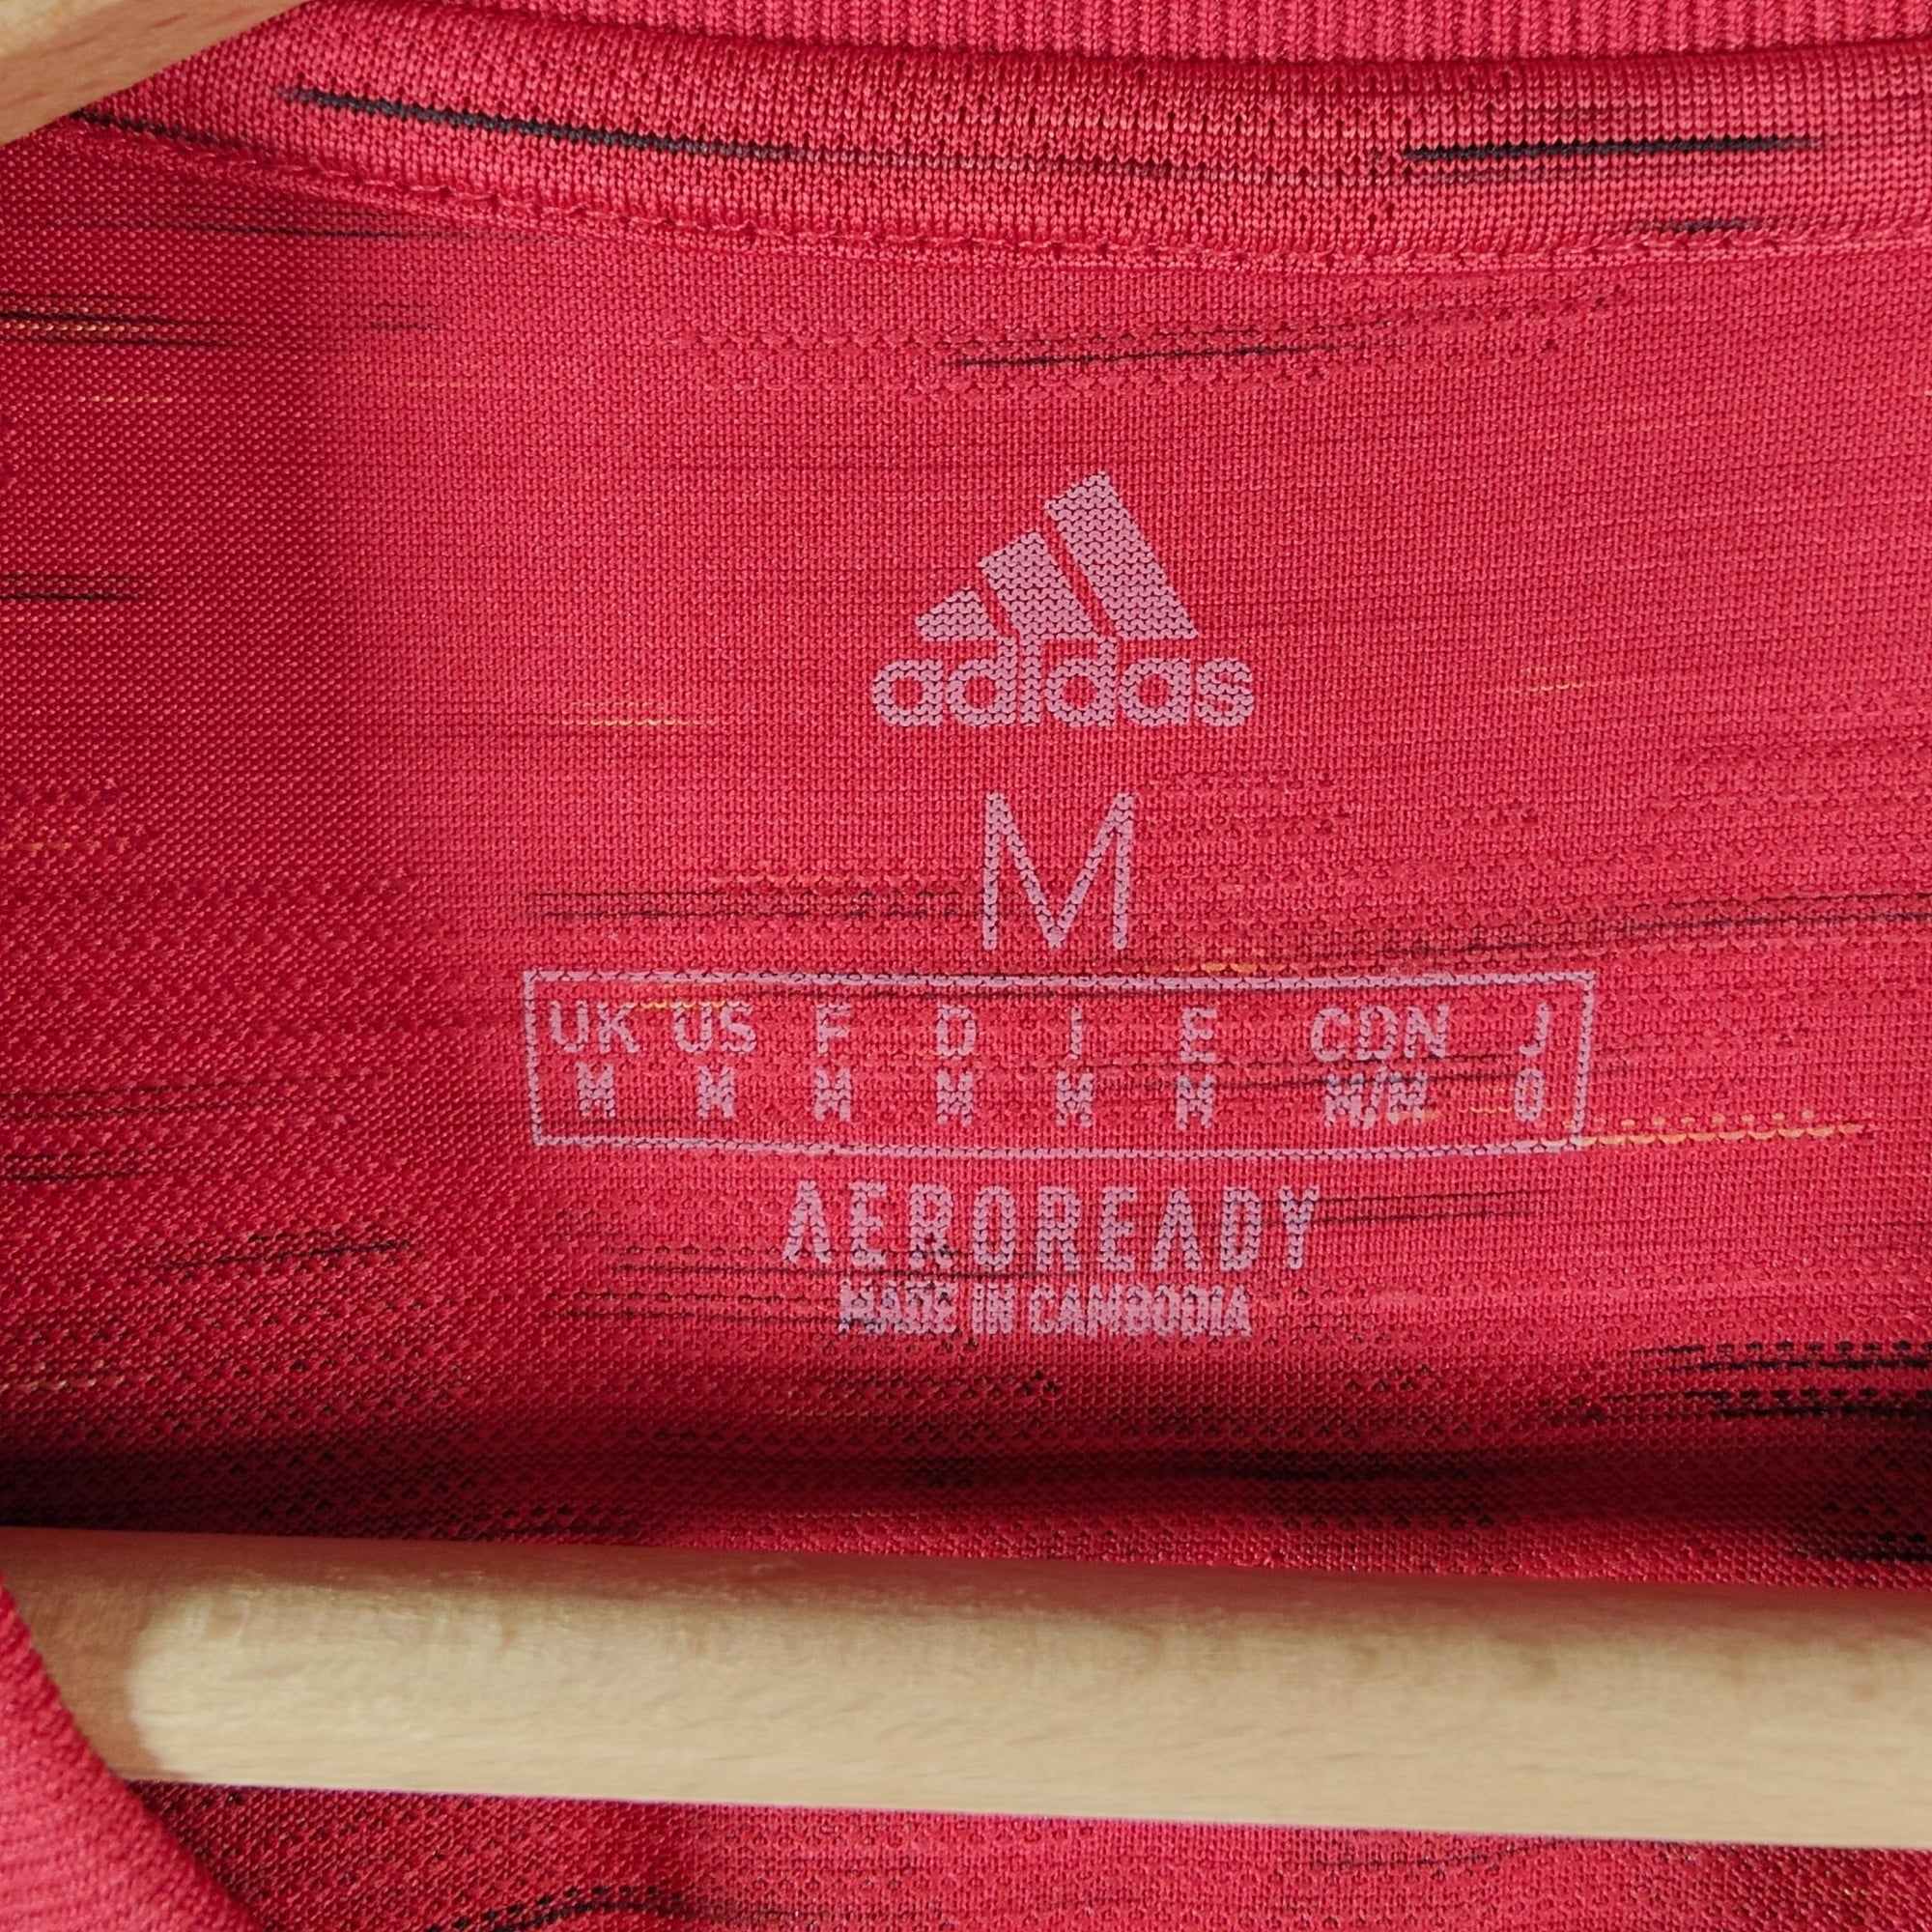 adidas
M
UK US F D I E CDN J
M M M M M M M/M O
AEROREADY
MADE IN CAMBODIA